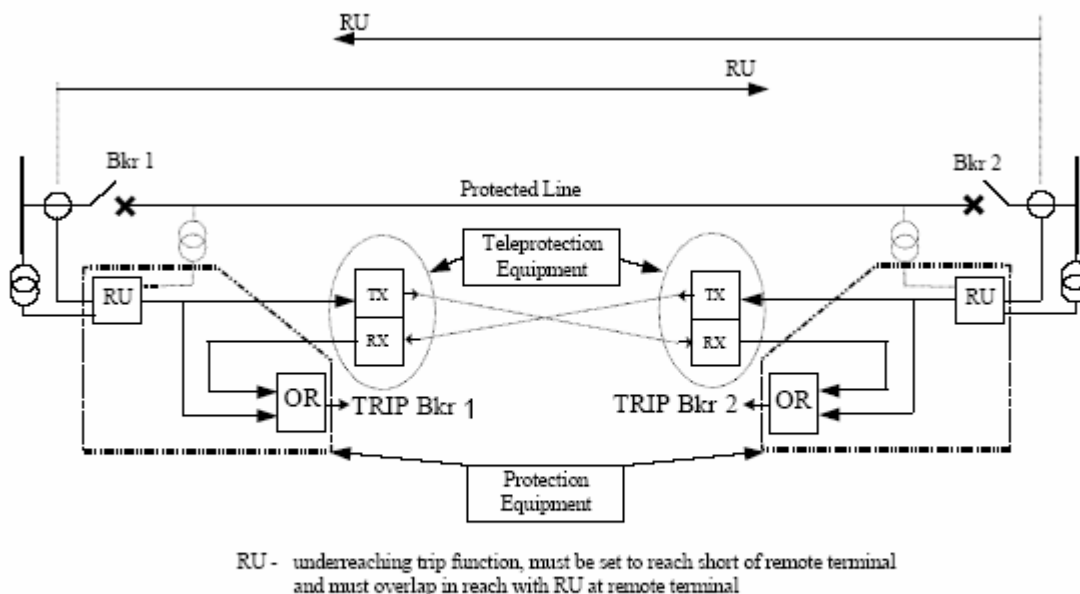 RU
RU
Bkr 1
Bkr 2
Protected Line
Teleprotection
Equipment
RU
TX
TX
RU
RX
RX
OR
TRIP Bkr 1
TRIP Bkr 2
OR
Protection
Equipment
RU - underreaching trip function, must be set to reach short of remote terminal
and must overlap in reach with RU at remote terminal